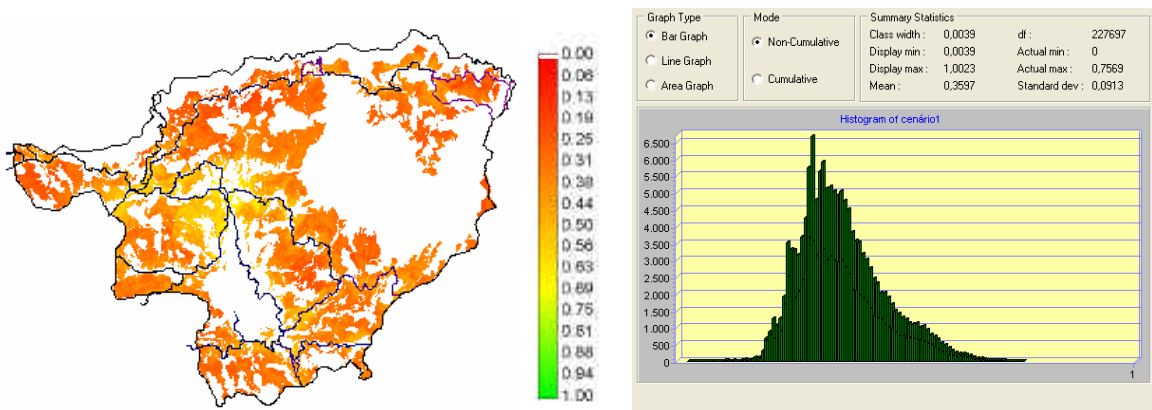 0.00
0.06
0.13
0.19
0.25
0.31
0.38
0.44
0.50
0.56
0.63
0.69
0.75
0.81
0.88
0.94
1.00
Graph Type
Bar Graph
Line Graph
Area Graph
Mode
Non-Cumulative
Cumulative
Summary Statistics
Class width : 0,0039 df : 227697
Display min : 0,0039 Actual min : 0
Display max : 1,0023 Actual max : 0,7569
Mean : 0,3597 Standard dev : 0,0913
Histogram of cenário1
6.500
6.000
5.500
5.000
4.500
4.000
3.500
3.000
2.500
2.000
1.500
1.000
500
0
1